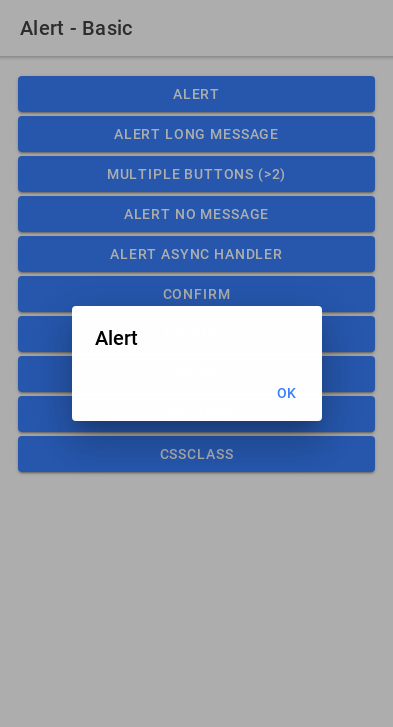 Alert - Basic
ALERT
ALERT LONG MESSAGE
MULTIPLE BUTTONS (>2)
ALERT NO MESSAGE
ALERT ASYNC HANDLER
CONFIRM
Alert
OK
CSSCLASS